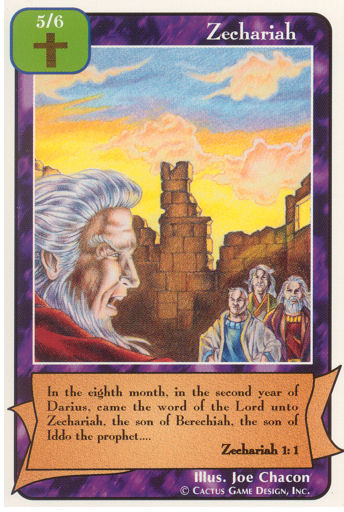 5/6
Zechariah
In the eighth month, in the second year of
Darius, came the word of the Lord unto
Zechariah, the son of Berechiah, the son of
Iddo the prophet....
Zechariah 1: 1
Illus. Joe Chacon
© Cactus Game Design, Inc.